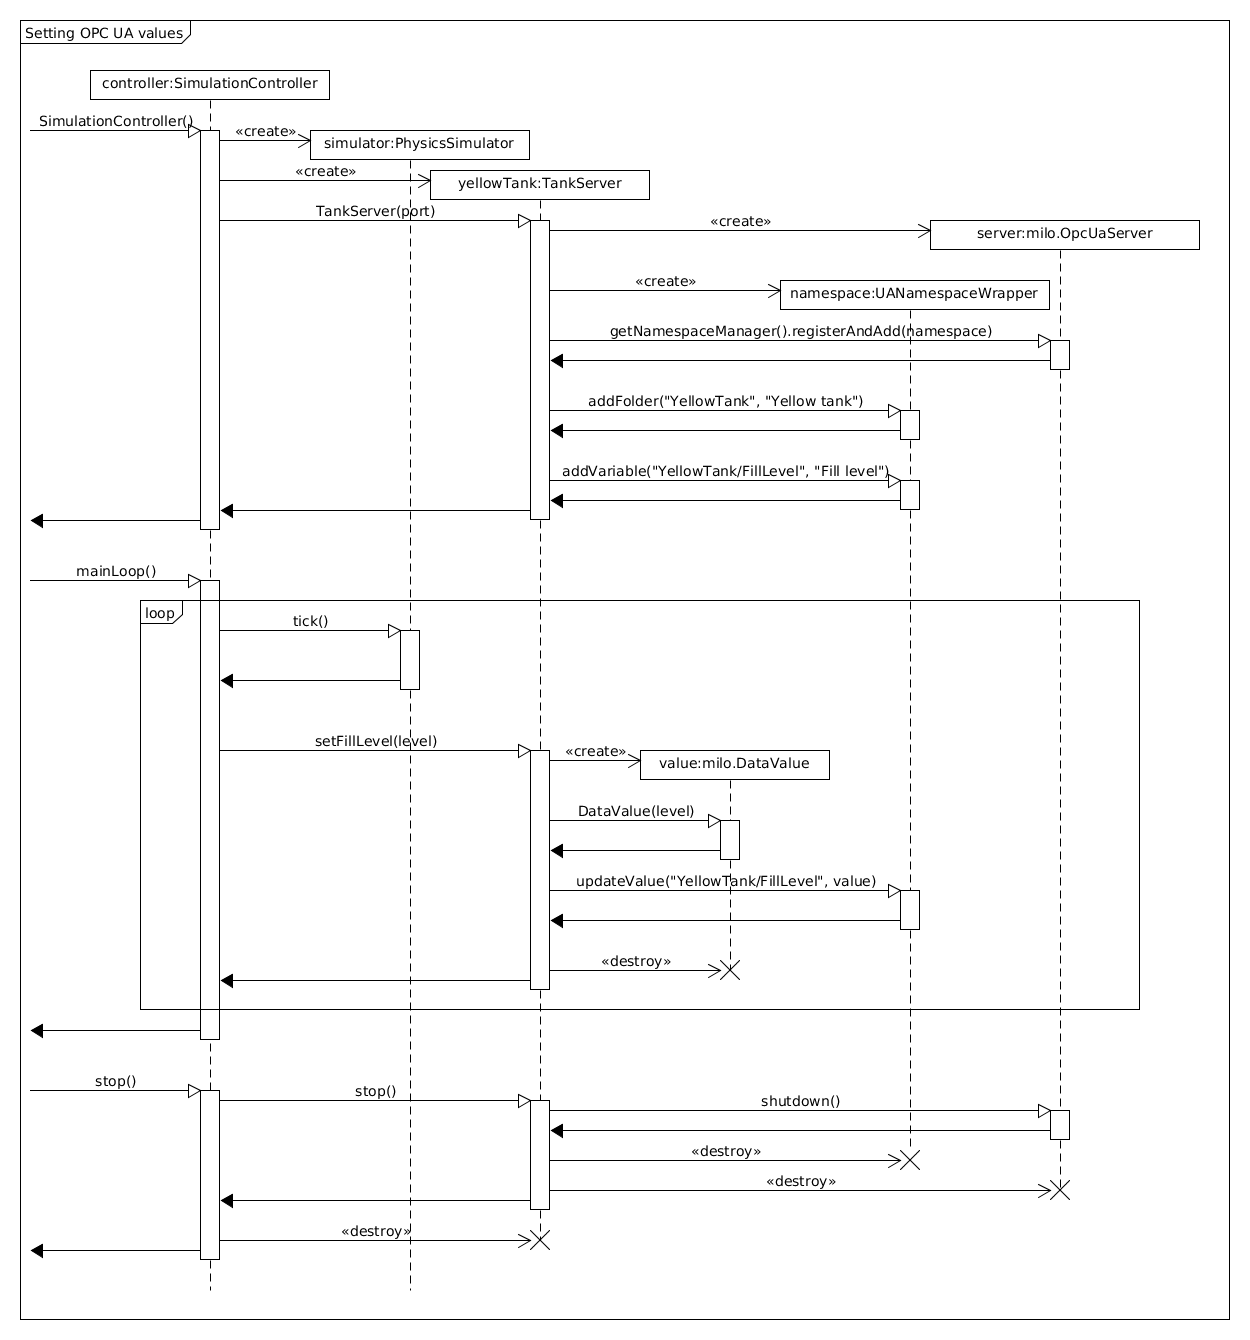 Setting OPC UA values
controller:SimulationController
SimulationController()
«create»
simulator:PhysicsSimulator
«create»
yellowTank:TankServer
TankServer(port)
«create»
server:milo.OpcUaServer
«create»
namespace:UANamespaceWrapper
getNamespaceManager().registerAndAdd(namespace)
addFolder("YellowTank", "Yellow tank")
addVariable("YellowTank/FillLevel", "Fill level")
mainLoop()
loop
tick()
setFillLevel(level)
«create»
value:milo.DataValue
DataValue(level)
updateValue("YellowTank/FillLevel", value)
«destroy»
stop()
stop()
shutdown()
«destroy»
«destroy»
«destroy»